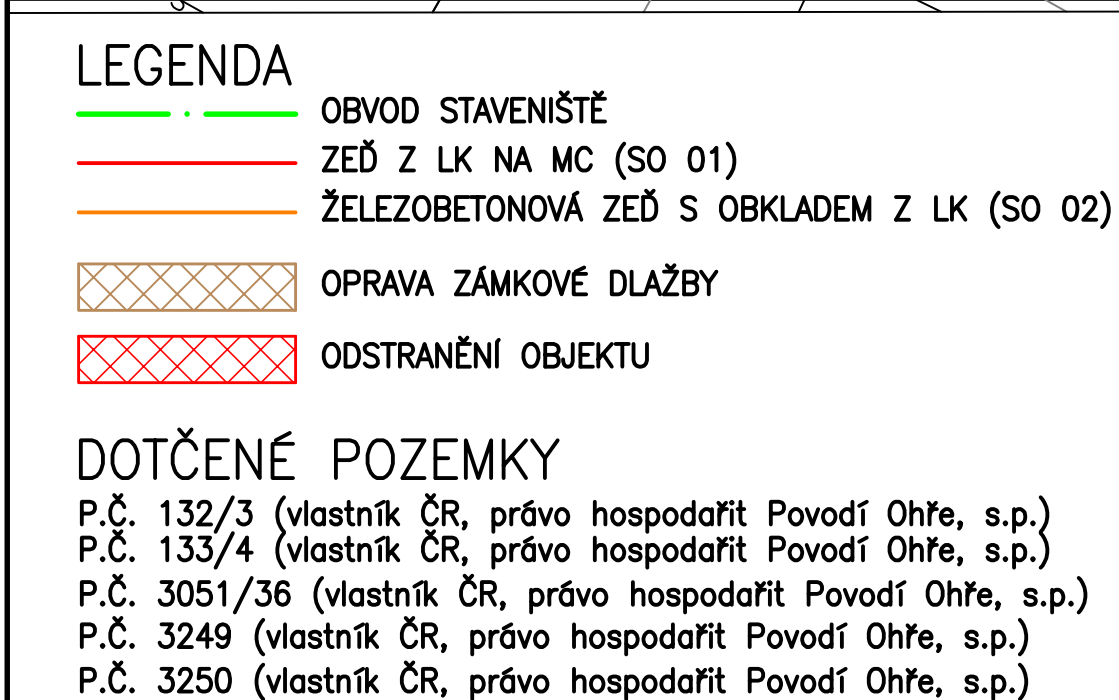 LEGENDA
OBVOD STAVENIŠTĚ
ZEĎ Z LK NA MC (SO 01)
ŽELEZOBETONOVÁ ZEĎ S OBKLADEM Z LK (SO 02)
OPRAVA ZÁMKOVÉ DLAŽBY
ODSTRANĚNÍ OBJEKTU
DOTČENÉ POZEMKY
P.Č. 132/3 (vlastník ČR, právo hospodařit Povodí Ohře, s.p.)
P.Č. 133/4 (vlastník ČR, právo hospodařit Povodí Ohře, s.p.)
P.Č. 3051/36 (vlastník ČR, právo hospodařit Povodí Ohře, s.p.)
P.Č. 3249 (vlastník ČR, právo hospodařit Povodí Ohře, s.p.)
P.Č. 3250 (vlastník ČR, právo hospodařit Povodí Ohře, s.p.)